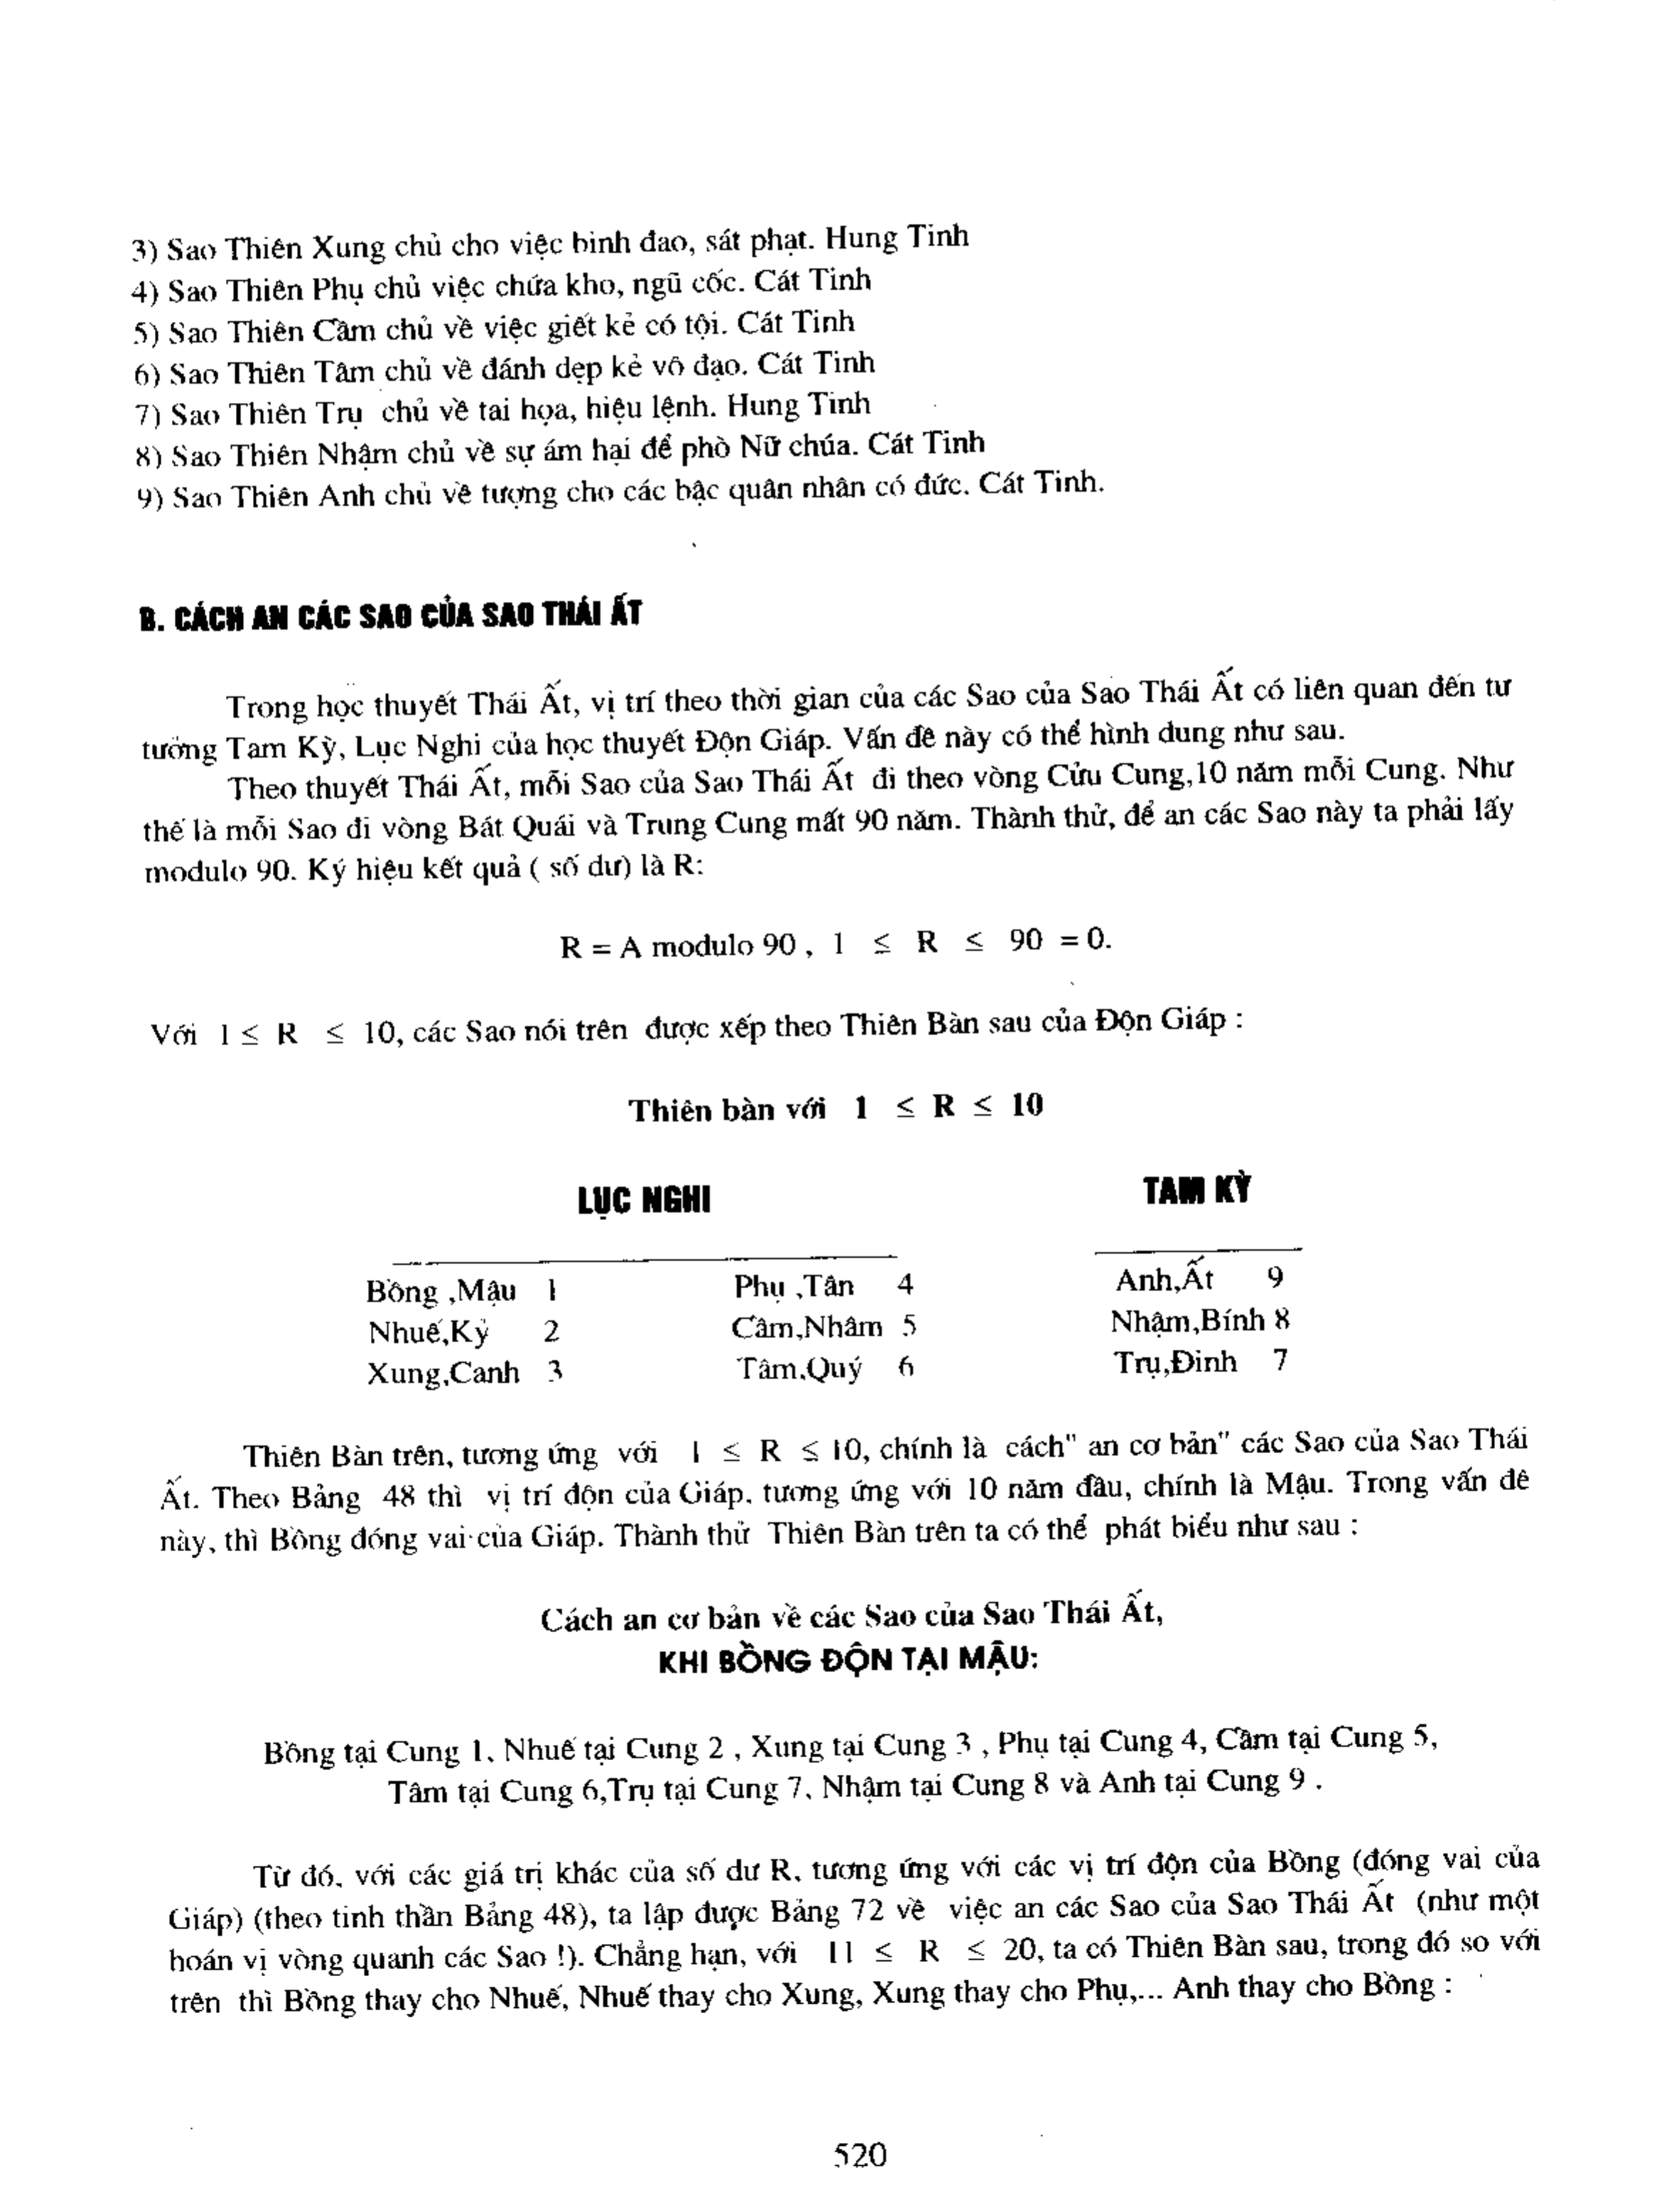 3) Sao Thiên Xung chủ cho việc binh đao, sát phạt. Hung Tinh
4) Sao Thiên Phụ chủ việc chứa kho, ngũ cốc. Cát Tinh
5) Sao Thiên Cầm chủ về việc giết kẻ có tội. Cát Tinh
6) Sao Thiên Tâm chủ về đánh dẹp kẻ vô đạo. Cát Tinh
7) Sao Thiên Trụ chủ về tai họa, hiệu lệnh. Hung Tinh
8) Sao Thiên Nhậm chủ về sự ám hại để phò Nữ chúa. Cát Tinh
9) Sao Thiên Anh chủ về tượng cho các bậc quân nhân có đức. Cát Tinh.
B. CÁCH AN CÁC SAO CỦA SAO THÁI ẤT
Trong học thuyết Thái Ất, vị trí theo thời gian của các Sao của Sao Thái Ất có liên quan đến tư
tưởng Tam Kỳ, Lục Nghi của học thuyết Độn Giáp. Vấn đề này có thể hình dung như sau.
Theo thuyết Thái Ất, mỗi Sao của Sao Thái Ất đi theo vòng Cửu Cung,10 năm mỗi Cung. Như
thế là mỗi Sao đi vòng Bát Quái và Trung Cung mất 90 năm. Thành thử, để an các Sao này ta phải lấy
modulo 90. Ký hiệu kết quả ( số dư) là R:
R = A modulo 90 , 1 ≤ R ≤ 90 = 0.
Với 1 ≤ R ≤ 10, các Sao nói trên được xếp theo Thiên Bàn sau của Độn Giáp :
Thiên bàn với 1 ≤ R ≤ 10
LỤC NGHI TAM KỲ
Bồng ,Mậu 1 Phụ ,Tân 4 Anh,Ất 9
Nhuế,Kỷ 2 Cầm,Nhâm 5 Nhậm,Bính 8
Xung,Canh 3 Tâm,Quý 6 Trụ,Đinh 7
Thiên Bàn trên, tương ứng với 1 ≤ R ≤ 10, chính là cách" an cơ bản" các Sao của Sao Thái
Ất. Theo Bảng 48 thì vị trí độn của Giáp, tương ứng với 10 năm đầu, chính là Mậu. Trong vấn đề
này, thì Bồng đóng vai của Giáp. Thành thử Thiên Bàn trên ta có thể phát biểu như sau :
Cách an cơ bản về các Sao của Sao Thái Ất,
KHI BỒNG ĐỘN TẠI MẬU:
Bồng tại Cung 1, Nhuế tại Cung 2 , Xung tại Cung 3 , Phụ tại Cung 4, Cầm tại Cung 5,
Tâm tại Cung 6,Trụ tại Cung 7, Nhậm tại Cung 8 và Anh tại Cung 9 .
Từ đó, với các giá trị khác của số dư R, tương ứng với các vị trí độn của Bồng (đóng vai của
Giáp) (theo tinh thần Bảng 48), ta lập được Bảng 72 về việc an các Sao của Sao Thái Ất (như một
hoán vị vòng quanh các Sao !). Chẳng hạn, với 11 ≤ R ≤ 20, ta có Thiên Bàn sau, trong đó so với
trên thì Bồng thay cho Nhuế, Nhuế thay cho Xung, Xung thay cho Phụ,... Anh thay cho Bồng :
520